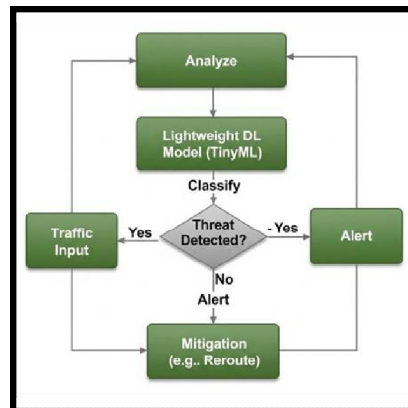 Analyze
Lightweight DL
Model (TinyML)
Classify
Threat
Detected?
Yes
- Yes
Traffic
Input
Alert
No
Alert
Mitigation
(e.g.. Reroute)